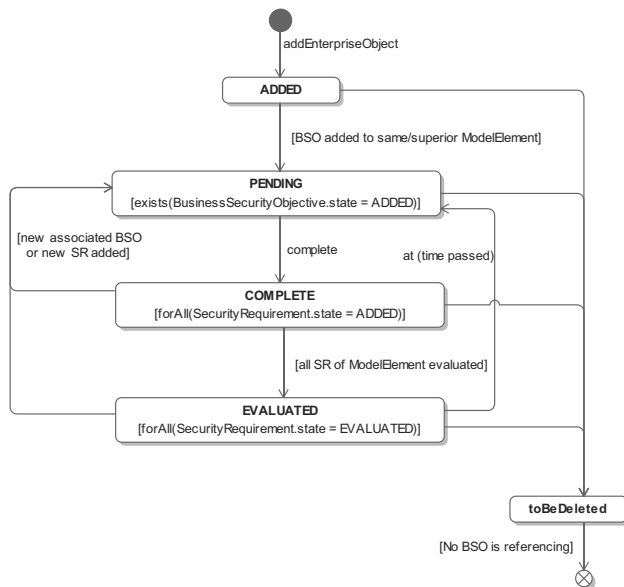 addEnterpriseObject
ADDED
[BSO added to same/superior ModelElement]
PENDING
[exists(BusinessSecurityObjective.state = ADDED)]
[new associated BSO
or new SR added]
complete
at (time passed)
COMPLETE
[forAll(SecurityRequirement.state = ADDED)]
[all SR of ModelElement evaluated]
EVALUATED
[forAll(SecurityRequirement.state = EVALUATED)]
toBeDeleted
[No BSO is referencing]